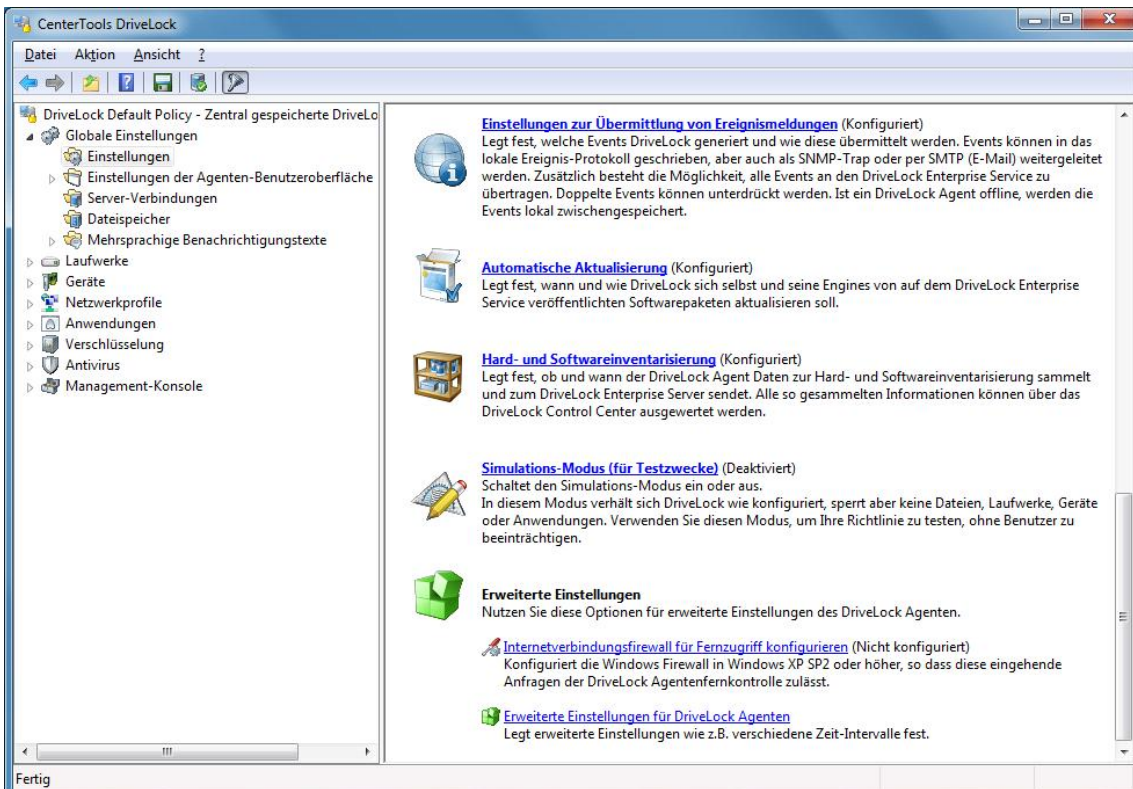 CenterTools DriveLock
Datei Aktion Ansicht ?
DriveLock Default Policy - Zentral gespeicherte DriveLo
Globale Einstellungen
Einstellungen
Einstellungen der Agenten-Benutzeroberfläche
Server-Verbindungen
Dateispeicher
Mehrsprachige Benachrichtigungstexte
Laufwerke
Geräte
Netzwerkprofile
Anwendungen
Verschlüsselung
Antivirus
Management-Konsole
Einstellungen zur Übermittlung von Ereignismeldungen (Konfiguriert)
Legt fest, welche Events DriveLock generiert und wie diese übermittelt werden. Events können in das
lokale Ereignis-Protokoll geschrieben, aber auch als SNMP-Trap oder per SMTP (E-Mail) weitergeleitet
werden. Zusätzlich besteht die Möglichkeit, alle Events an den DriveLock Enterprise Service zu
übertragen. Doppelte Events können unterdrückt werden. Ist ein DriveLock Agent offline, werden die
Events lokal zwischengespeichert.
Automatische Aktualisierung (Konfiguriert)
Legt fest, wann und wie DriveLock sich selbst und seine Engines von auf dem DriveLock Enterprise
Service veröffentlichten Softwarepaketen aktualisieren soll.
Hard- und Softwareinventarisierung (Konfiguriert)
Legt fest, ob und wann der DriveLock Agent Daten zur Hard- und Softwareinventarisierung sammelt
und zum DriveLock Enterprise Server sendet. Alle so gesammelten Informationen können über das
DriveLock Control Center ausgewertet werden.
Simulations-Modus (für Testzwecke) (Deaktiviert)
Schaltet den Simulations-Modus ein oder aus.
In diesem Modus verhält sich DriveLock wie konfiguriert, sperrt aber keine Dateien, Laufwerke, Geräte
oder Anwendungen. Verwenden Sie diesen Modus, um Ihre Richtlinie zu testen, ohne Benutzer zu
beeinträchtigen.
Erweiterte Einstellungen
Nutzen Sie diese Optionen für erweiterte Einstellungen des DriveLock Agenten.
Internetverbindungsfirewall für Fernzugriff konfigurieren (Nicht konfiguriert)
Konfiguriert die Windows Firewall in Windows XP SP2 oder höher, so dass diese eingehende
Anfragen der DriveLock Agentenfernkontrolle zulässt.
Erweiterte Einstellungen für DriveLock Agenten
Legt erweiterte Einstellungen wie z.B. verschiedene Zeit-Intervalle fest.
Fertig